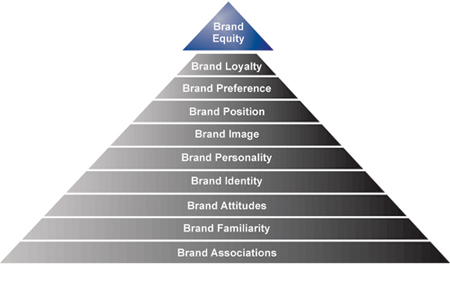 Brand
Equity
Brand Loyalty
Brand Preference
Brand Position
Brand Image
Brand Personality
Brand Identity
Brand Attitudes
Brand Familiarity
Brand Associations